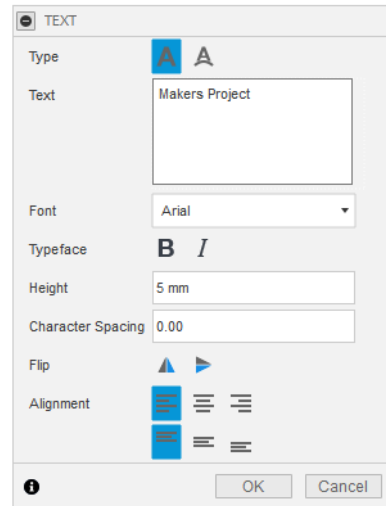 TEXT
Type A A
Text Makers Project
Font Arial
Typeface B I
Height 5 mm
Character Spacing 0.00
Flip
Alignment
OK Cancel